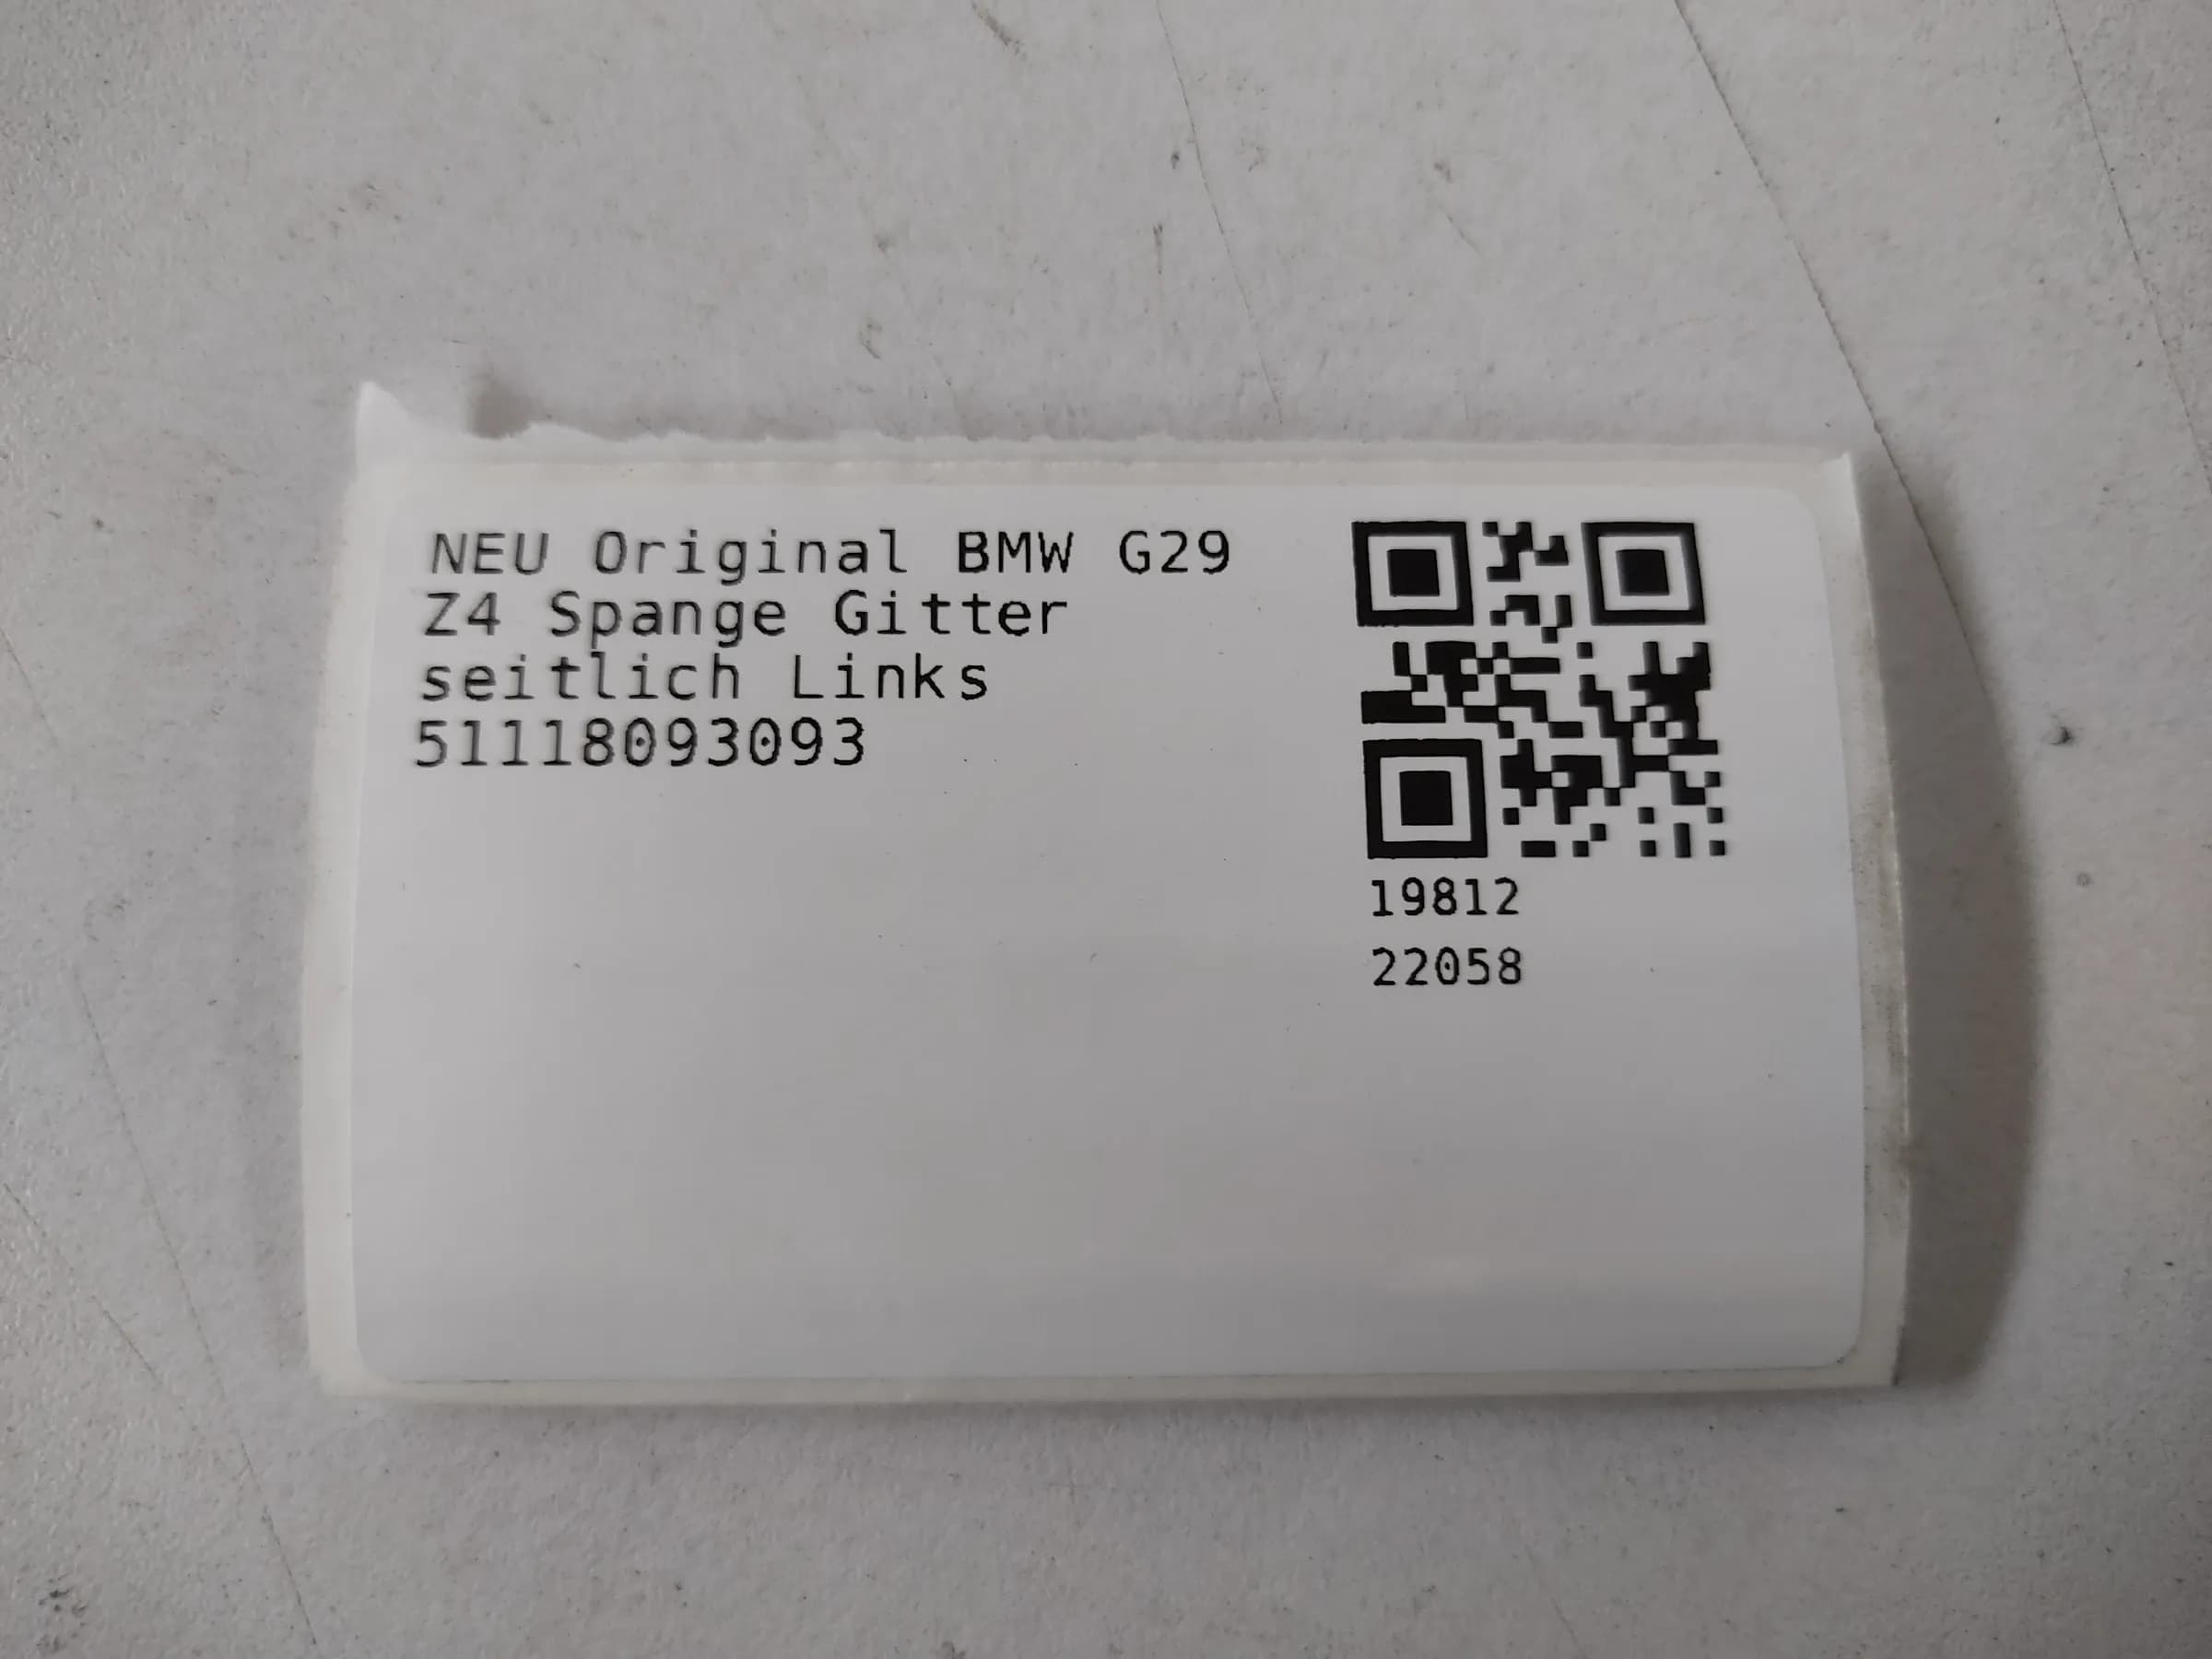 NEU Original BMW G29
Z4 Spange Gitter
seitlich Links
51118093093
19812
22058